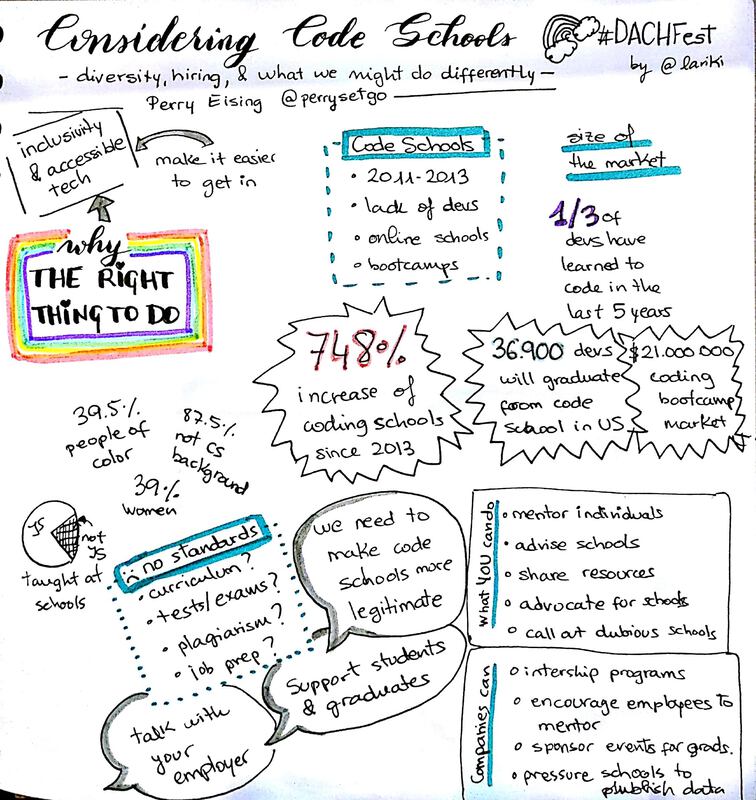 Considering Code Schools
#DACHFest
by @lariki
- diversity, hiring, & what we might do differently -
Perry Eising @perrysetgo
inclusivity
& accessible
tech
make it easier
to get in
why
THE RIGHT
THING TO DO
Code Schools
• 2011-2013
• lack of devs
• online schools
• bootcamps
size of
the market
1/3 of
devs have
learned to
code in the
last 5 years
748%
increase of
coding schools
since 2013
36.900 devs
will graduate
from code
school in US
$21.000 000
coding
bootcamp
market
39.5%
people of
color
87.5%
not CS
background
39%
women
JS
not
JS
taught at
schools
no standards
• curriculum?
• tests/exams?
• plagiarism?
• job prep?
we need to
make code
schools more
legitimate
Support students
& graduates
talk with
your
employer
What YOU can do
• mentor individuals
• advise schools
• share resources
• advocate for schools
• call out dubious schools
Companies can
• intership programs
• encourage employees to
mentor
• sponsor events for grads.
• pressure schools to
publish data